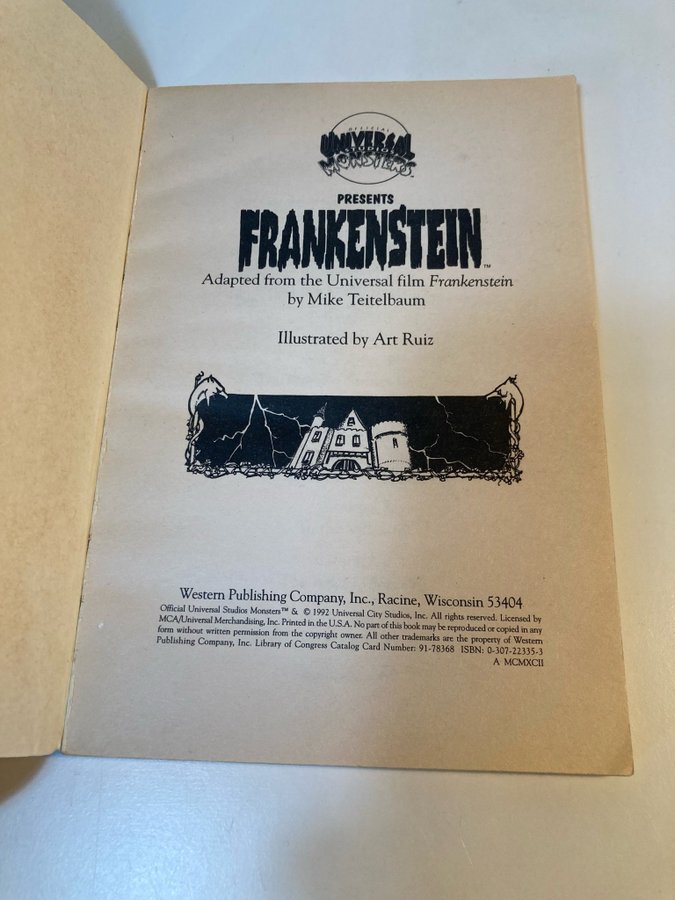 OFFICIAL
UNIVERSAL
STUDIOS
MONSTERS™
PRESENTS
FRANKENSTEIN™
Adapted from the Universal film Frankenstein
by Mike Teitelbaum
Illustrated by Art Ruiz
Western Publishing Company, Inc., Racine, Wisconsin 53404
Official Universal Studios Monsters™ & © 1992 Universal City Studios, Inc. All rights reserved. Licensed by
MCA/Universal Merchandising, Inc. Printed in the U.S.A. No part of this book may be reproduced or copied in any
form without written permission from the copyright owner. All other trademarks are the property of Western
Publishing Company, Inc. Library of Congress Catalog Card Number: 91-78368 ISBN: 0-307-22335-3
A MCMXCII